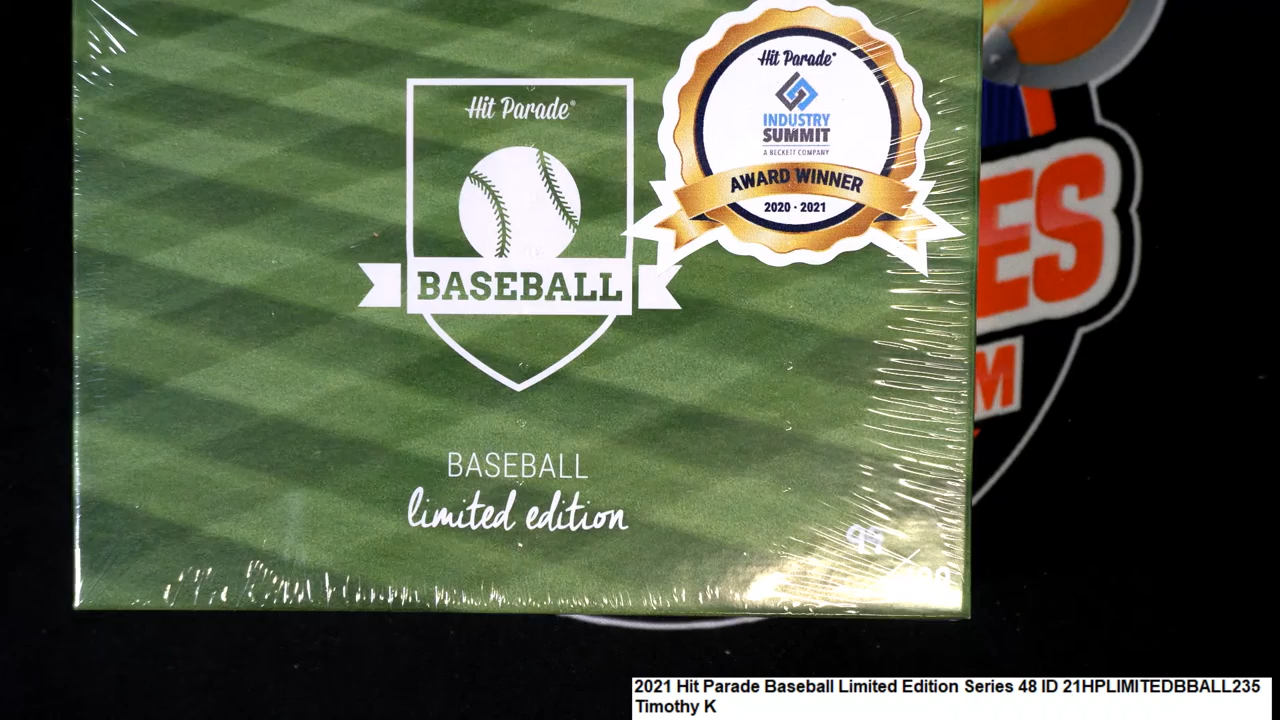 Hit Parade®
BASEBALL
BASEBALL
limited edition
Hit Parade®
INDUSTRY
SUMMIT
A BECKETT COMPANY
AWARD WINNER
2020 · 2021
ES
M
2021 Hit Parade Baseball Limited Edition Series 48 ID 21HPLIMITEDBBALL235
Timothy K